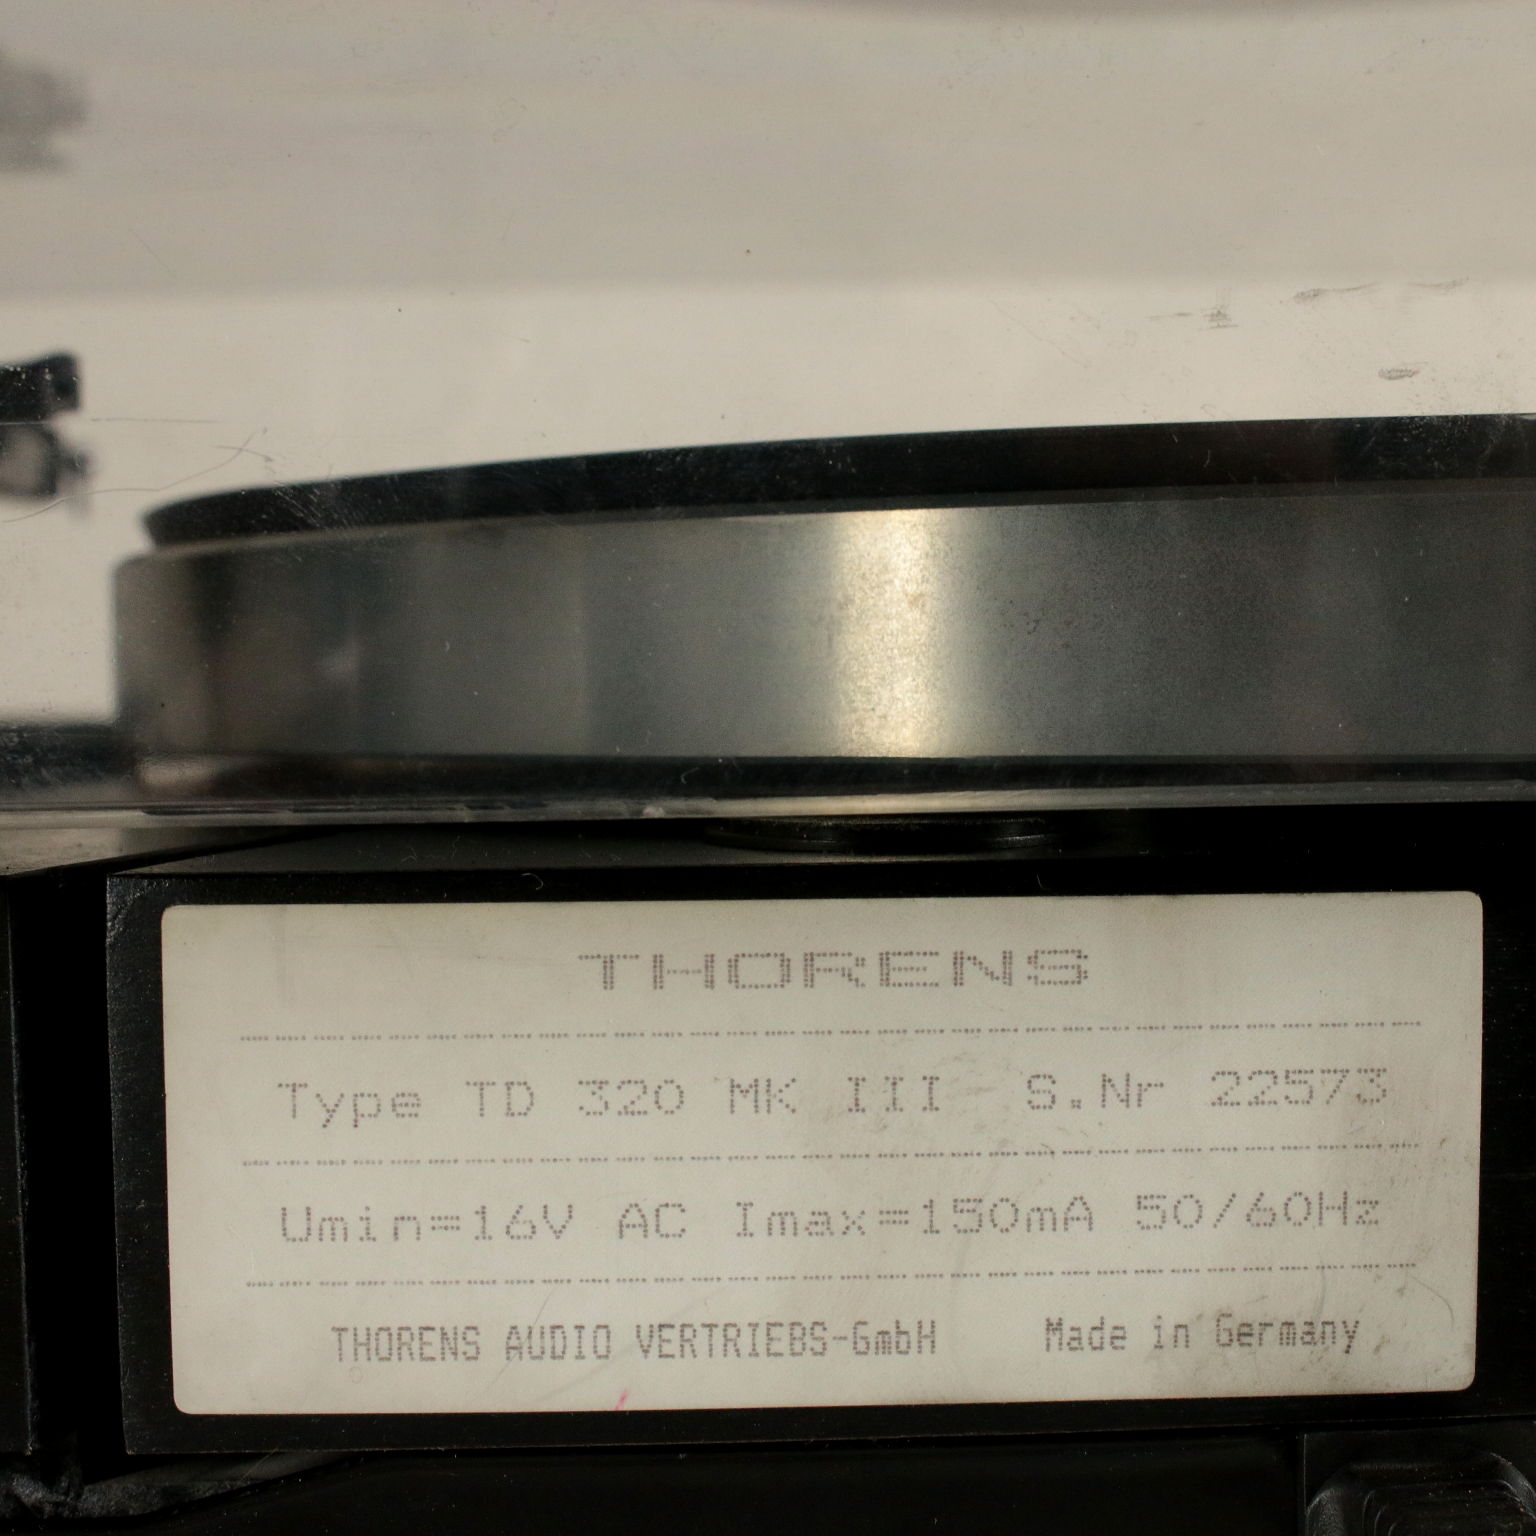 THORENS
Type TD 320 MK III S.Nr 22573
Umin=16V AC Imax=150mA 50/60Hz
THORENS AUDIO VERTRIEBS-GmbH Made in Germany